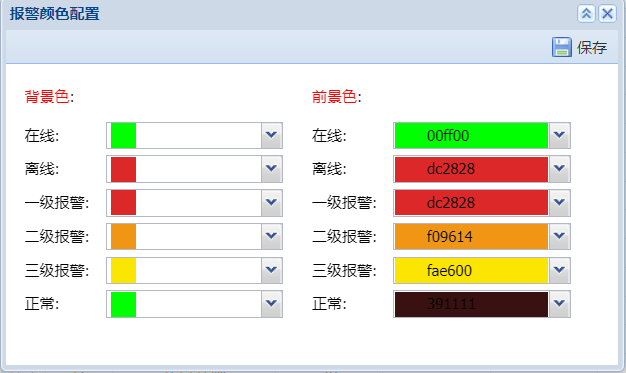 报警颜色配置
保存
背景色: 前景色:
在线: 在线: 00ff00
离线: 离线: dc2828
一级报警: 一级报警: dc2828
二级报警: 二级报警: f09614
三级报警: 三级报警: fae600
正常: 正常: 391111